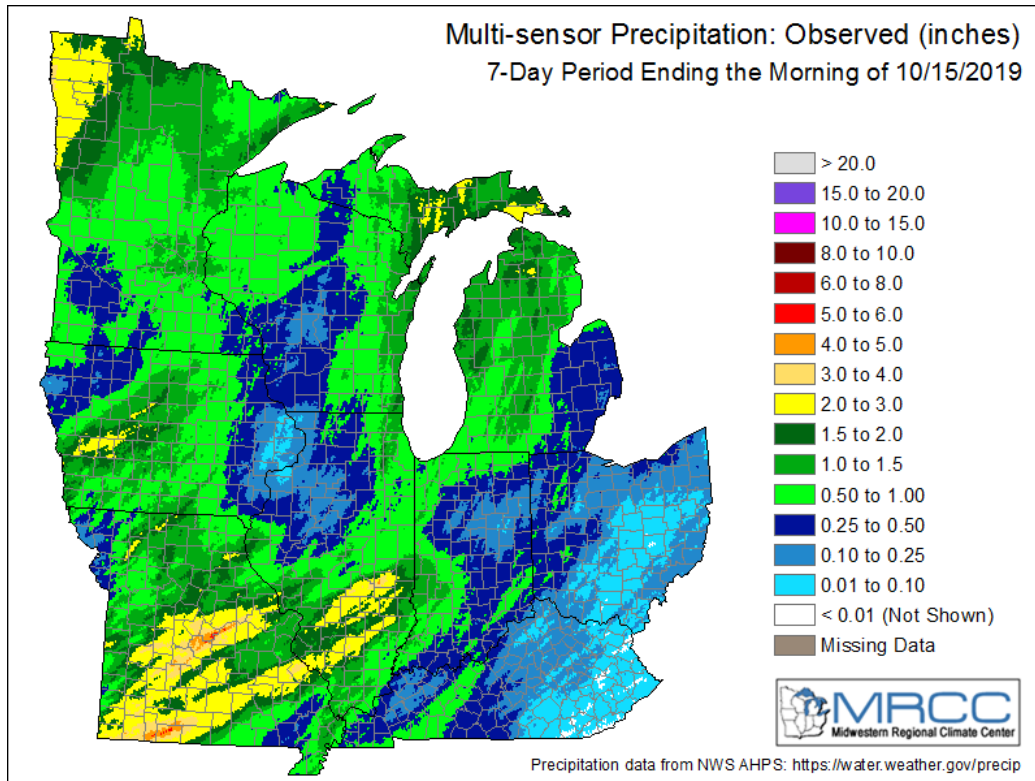 Multi-sensor Precipitation: Observed (inches)
7-Day Period Ending the Morning of 10/15/2019
> 20.0
15.0 to 20.0
10.0 to 15.0
8.0 to 10.0
6.0 to 8.0
5.0 to 6.0
4.0 to 5.0
3.0 to 4.0
2.0 to 3.0
1.5 to 2.0
1.0 to 1.5
0.50 to 1.00
0.25 to 0.50
0.10 to 0.25
0.01 to 0.10
< 0.01 (Not Shown)
Missing Data
MRCC
Midwestern Regional Climate Center
Precipitation data from NWS AHPS: https://water.weather.gov/precip